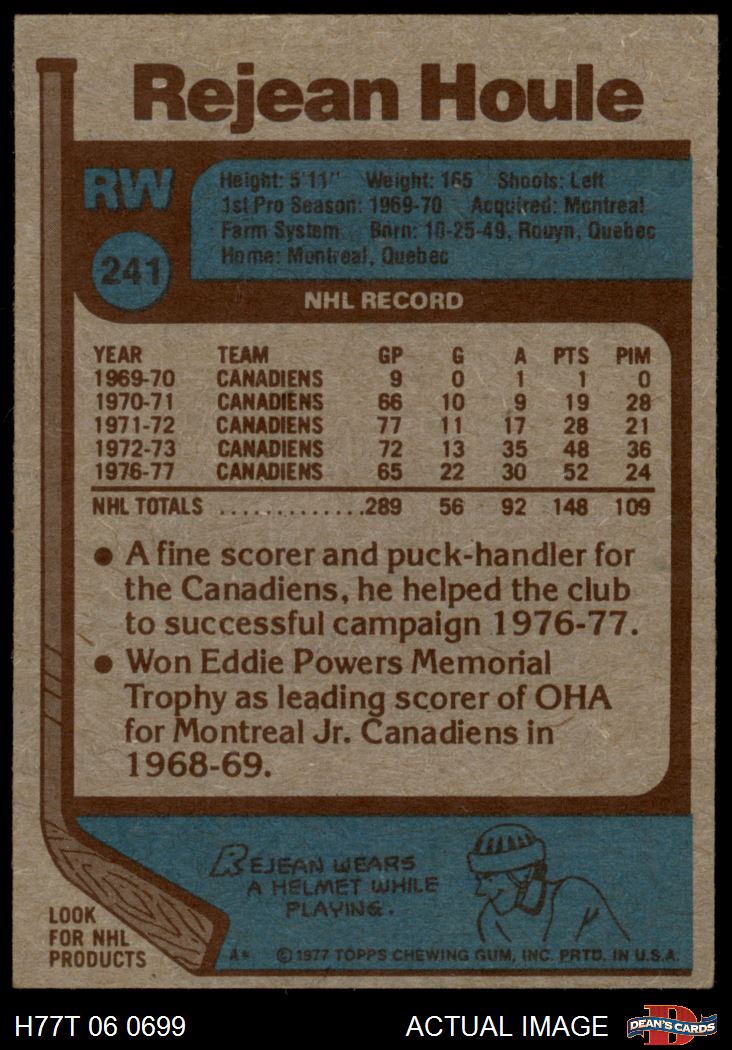 Rejean Houle
RW
241
Height: 5'11" Weight: 165 Shoots: Left
1st Pro Season: 1969-70 Acquired: Montreal
Farm System Born: 10-25-49, Rouyn, Quebec
Home: Montreal, Quebec
NHL RECORD
YEAR TEAM GP G A PTS PIM
1969-70 CANADIENS 9 0 1 1 0
1970-71 CANADIENS 66 10 9 19 28
1971-72 CANADIENS 77 11 17 28 21
1972-73 CANADIENS 72 13 35 48 36
1976-77 CANADIENS 65 22 30 52 24
NHL TOTALS .............289 56 92 148 109
• A fine scorer and puck-handler for
the Canadiens, he helped the club
to successful campaign 1976-77.
• Won Eddie Powers Memorial
Trophy as leading scorer of OHA
for Montreal Jr. Canadiens in
1968-69.
REJEAN WEARS
A HELMET WHILE
PLAYING.
LOOK
FOR NHL
PRODUCTS
A* ©1977 TOPPS CHEWING GUM, INC. PRTD. IN U.S.A.
H77T 06 0699 ACTUAL IMAGE DEAN'S CARDS